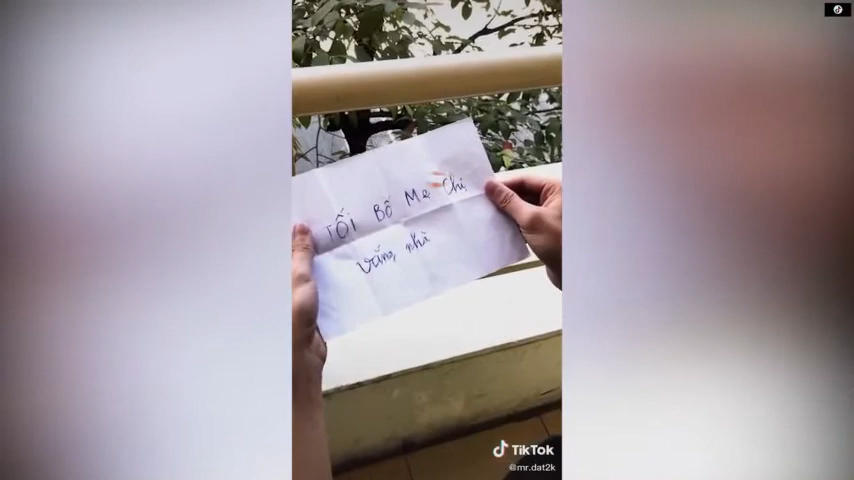 TỐI BỐ Mẹ Chị
vắng nhà
TikTok
@mr.dat2k